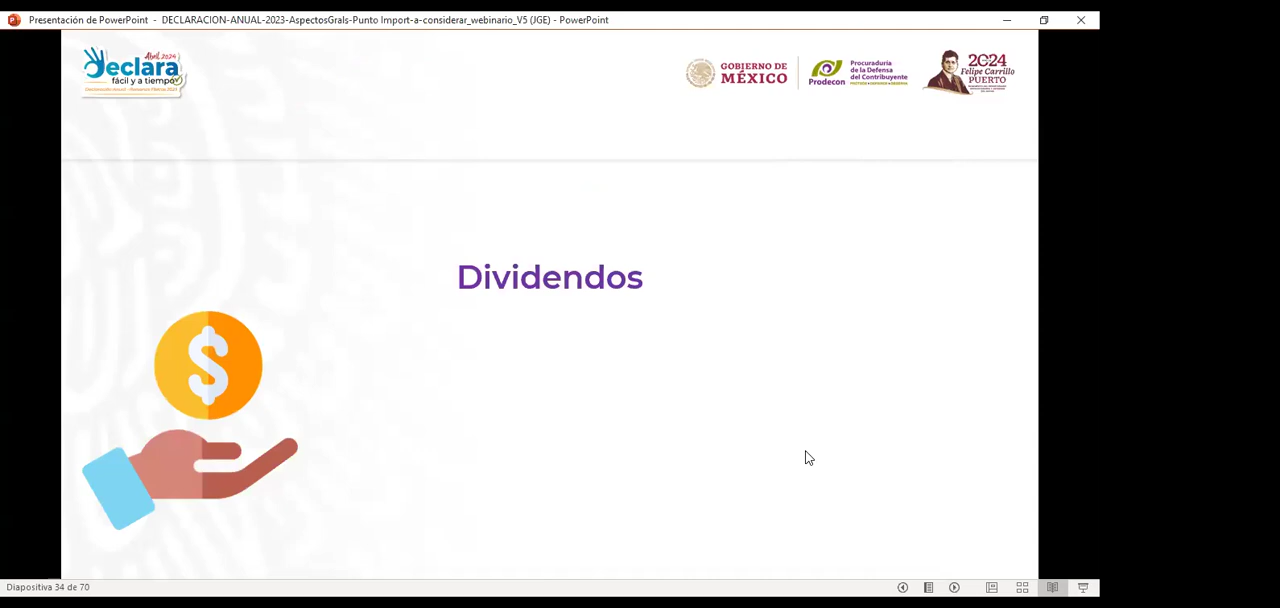 Presentación de PowerPoint - DECLARACION-ANUAL-2023-AspectosGrals-Punto Import-a-considerar_webinario_V5 (JGE) - PowerPoint
Abril 2024
Declara
fácil y a tiempo
GOBIERNO DE
MÉXICO
Prodecon
Procuraduría
de la Defensa
del Contribuyente
2024
Felipe Carrillo
PUERTO
Dividendos
Diapositiva 34 de 70